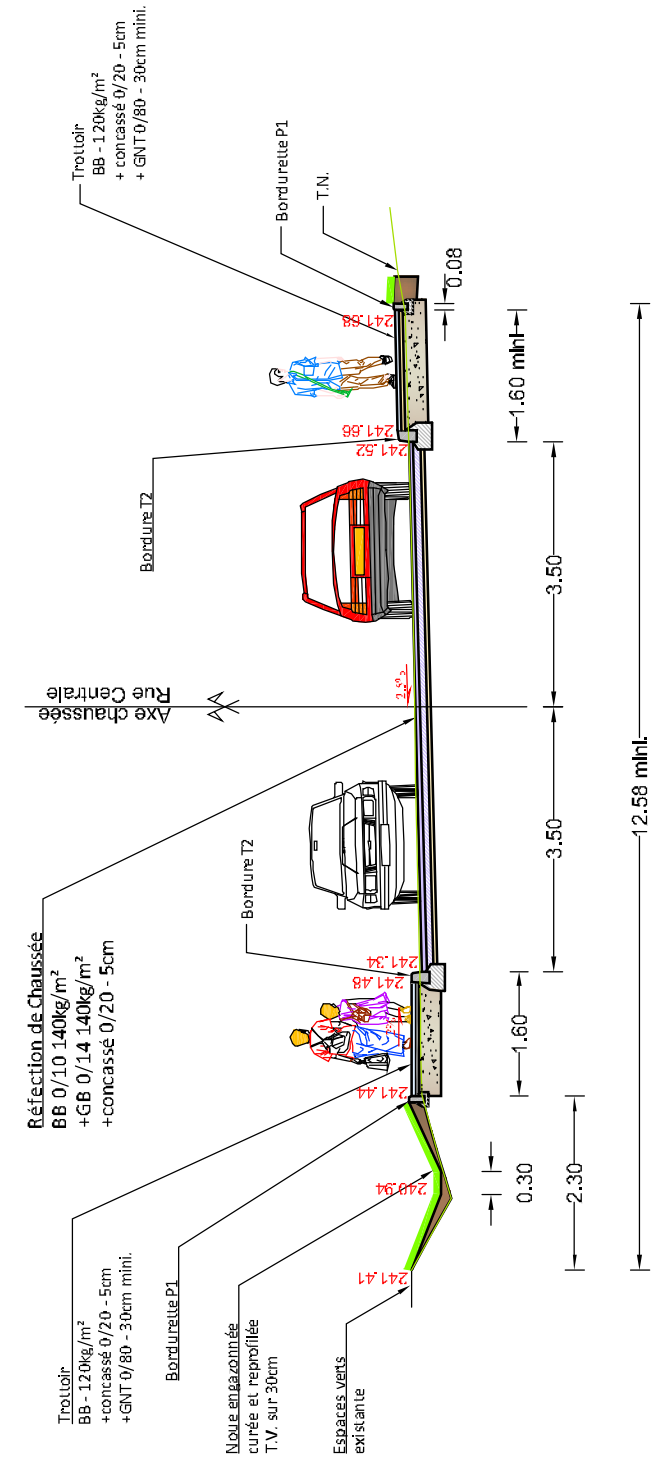 Trottoir
BB - 120kg/m²
+concassé 0/20 - 5cm
+GNT 0/80 - 30cm mini.
Bordurette P1
Noue engazonnée
curée et reprofilée
T.V. sur 30cm
Espaces verts
existante
Réfection de Chaussée
BB 0/10 140kg/m²
+GB 0/14 140kg/m²
+concassé 0/20 - 5cm
Bordure T2
Axe chaussée
Rue Centrale
Bordure T2
Trottoir
BB - 120kg/m²
+ concassé 0/20 - 5cm
+ GNT 0/80 - 30cm mini.
Bordurette P1
T.N.
241.41
240.94
241.44
241.48
241.34
2.5%
241.52
241.66
241.68
0.30
2.30
1.60
3.50
3.50
1.60 mini
0.08
12.58 mini.